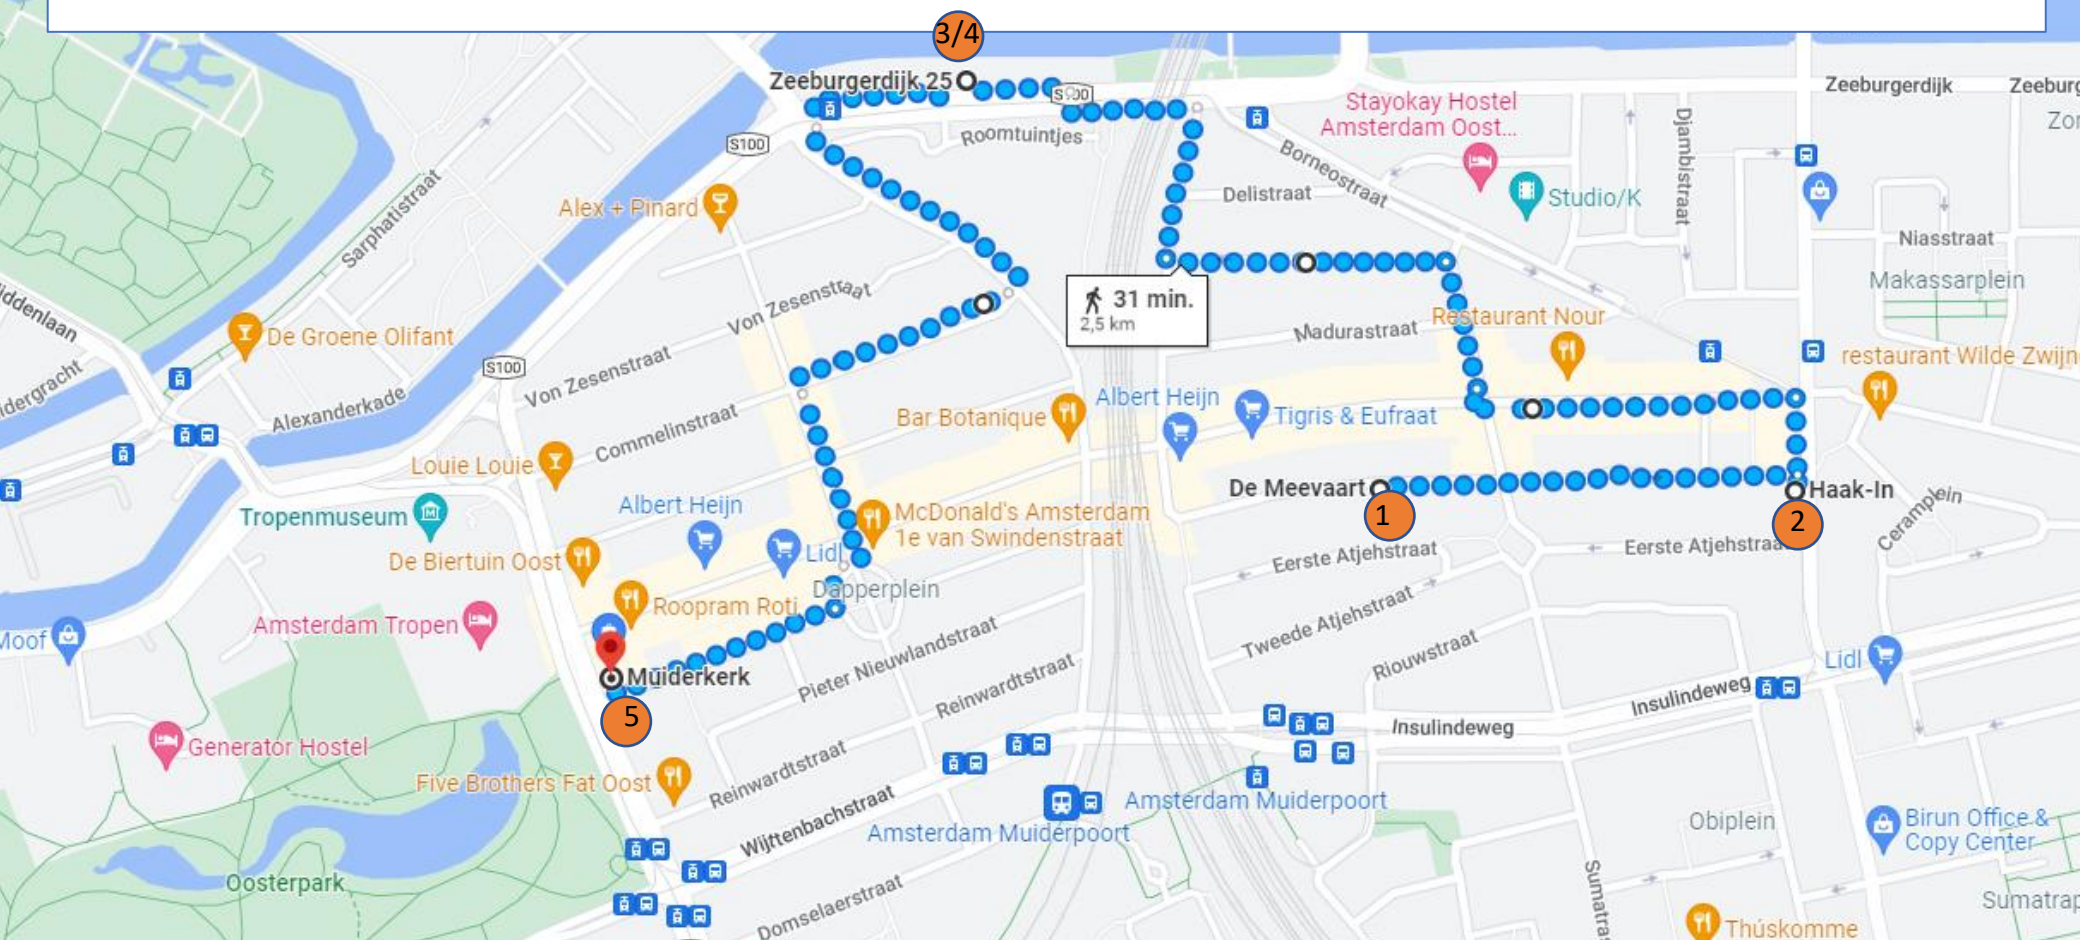 3/4
Zeeburgerdijk 25
S100
Zeeburgerdijk
Stayokay Hostel
Amsterdam Oost...
Roomtuintjes
S100
Borneostraat
Djambistraat
Sarphatistraat
Alex + Pinard
Delistraat
Studio/K
Niasstraat
Makassarplein
Von Zesenstraat
31 min.
2,5 km
Madurastraat
Restaurant Nour
De Groene Olifant
S100
Von Zesenstraat
restaurant Wilde Zwijn
Alexanderkade
Commelinstraat
Bar Botanique
Albert Heijn
Tigris & Eufraat
Louie Louie
De Meevaart
Haak-In
1
2
Ceramplein
Tropenmuseum
Albert Heijn
McDonald's Amsterdam
1e van Swindenstraat
De Biertuin Oost
Lidl
Dapperplein
Eerste Atjehstraat
Eerste Atjehstraat
Roopram Roti
Tweede Atjehstraat
Amsterdam Tropen
Moof
Pieter Nieuwlandstraat
Riouwstraat
Lidl
Muiderkerk
Reinwardtstraat
5
Insulindeweg
Insulindeweg
Generator Hostel
Five Brothers Fat Oost
Reinwardtstraat
Wijttenbachstraat
Amsterdam Muiderpoort
Amsterdam Muiderpoort
Obiplein
Birun Office &
Copy Center
Oosterpark
Domselaerstraat
Thúskomme